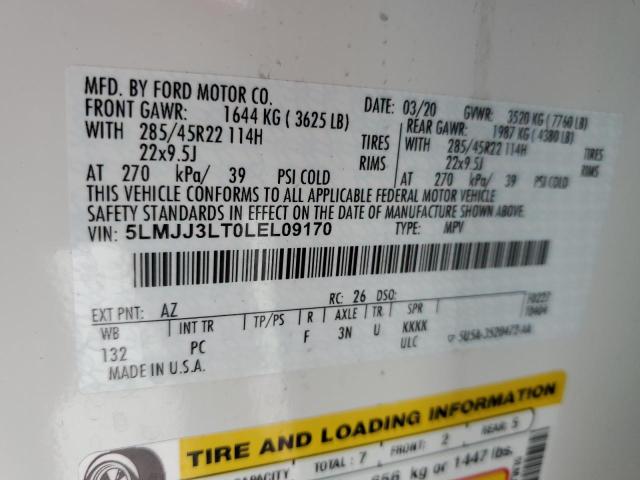 MFD. BY FORD MOTOR CO.
DATE: 03/20 GVWR: 3520 KG (7760 LB)
FRONT GAWR: 1644 KG (3625 LB) REAR GAWR: 1987 KG (4380 LB)
WITH 285/45R22 114H TIRES WITH 285/45R22 114H TIRES
22x9.5J RIMS 22x9.5J RIMS
AT 270 kPa/ 39 PSI COLD AT 270 kPa/ 39 PSI COLD
THIS VEHICLE CONFORMS TO ALL APPLICABLE FEDERAL MOTOR VEHICLE
SAFETY STANDARDS IN EFFECT ON THE DATE OF MANUFACTURE SHOWN ABOVE.
VIN: 5LMJJ3LT0LEL09170 TYPE: MPV
EXT PNT: AZ RC: 26 DSO:
WB INT TR TP/PS R AXLE TR SPR
132 PC F 3N U KKKK
ULC
MADE IN U.S.A.
TIRE AND LOADING INFORMATION
TOTAL: 7 FRONT: 2 REAR: 5
kg or 1447 lbs.